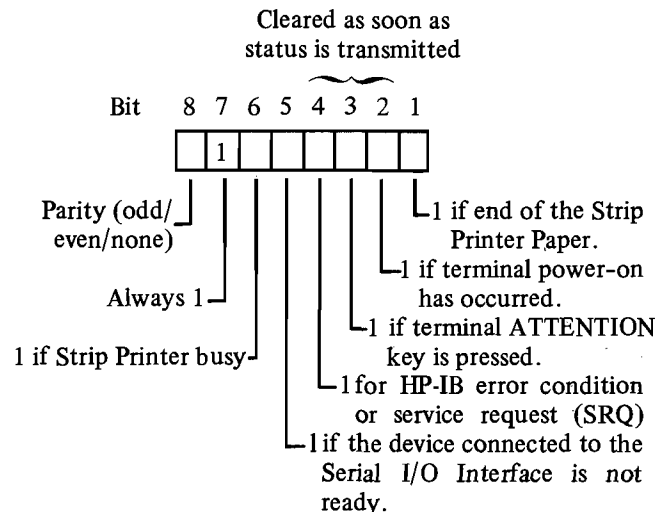 Cleared as soon as
status is transmitted
Bit 8 7 6 5 4 3 2 1
1
Parity (odd/
even/none)
1 if end of the Strip
Printer Paper.
1 if terminal power-on
has occurred.
Always 1
1 if terminal ATTENTION
key is pressed.
1 if Strip Printer busy
1 for HP-IB error condition
or service request (SRQ)
1 if the device connected to the
Serial I/O Interface is not
ready.